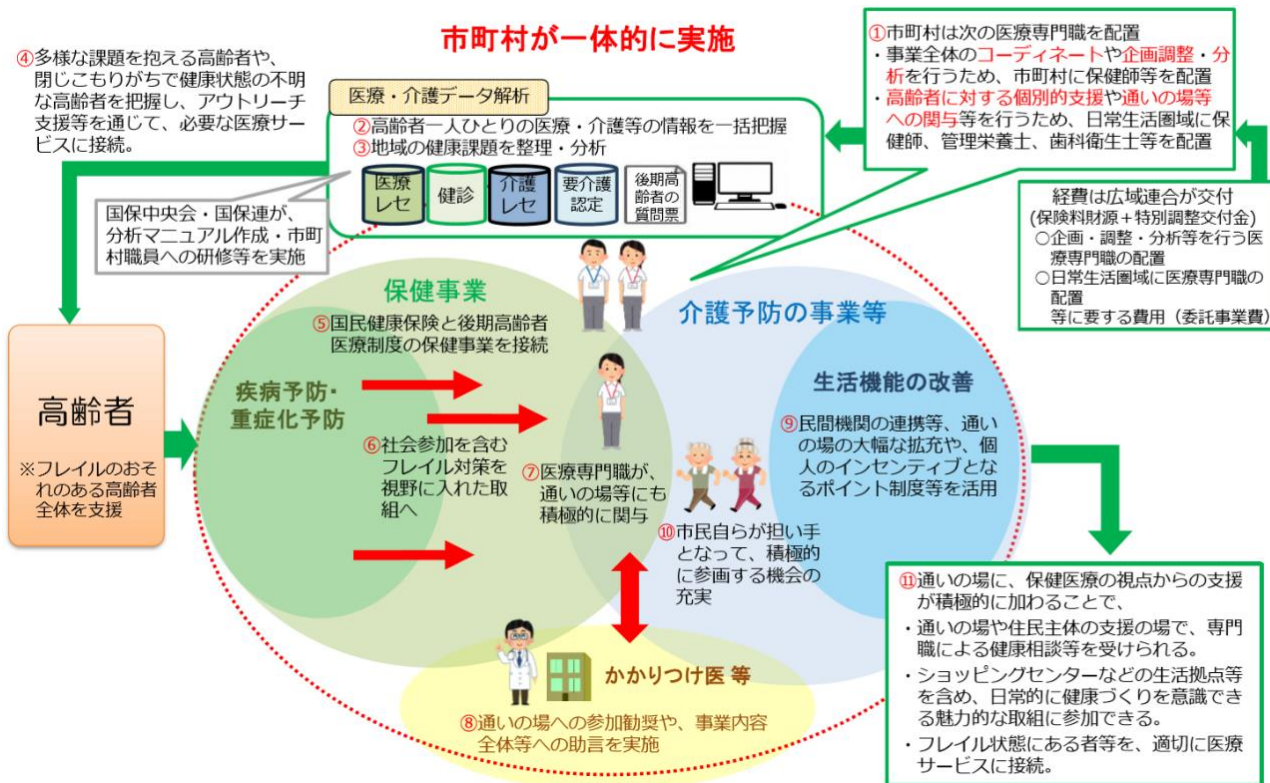 市町村が一体的に実施
①市町村は次の医療専門職を配置
・事業全体のコーディネートや企画調整・分
析を行うため、市町村に保健師等を配置
・高齢者に対する個別的支援や通いの場等
への関与等を行うため、日常生活圏域に保
健師、管理栄養士、歯科衛生士等を配置
④多様な課題を抱える高齢者や、
閉じこもりがちで健康状態の不明
な高齢者を把握し、アウトリーチ
支援等を通じて、必要な医療サー
ビスに接続。
医療・介護データ解析
②高齢者一人ひとりの医療・介護等の情報を一括把握
③地域の健康課題を整理・分析
医療
レセ
健診
介護
レセ
要介護
認定
後期高
齢者の
質問票
国保中央会・国保連が、
分析マニュアル作成・市町
村職員への研修等を実施
経費は広域連合が交付
(保険料財源＋特別調整交付金)
○企画・調整・分析等を行う医
療専門職の配置
○日常生活圏域に医療専門職の
配置
等に要する費用（委託事業費）
保健事業
介護予防の事業等
⑤国民健康保険と後期高齢者
医療制度の保健事業を接続
疾病予防・
重症化予防
生活機能の改善
高齢者
※フレイルのおそ
れのある高齢者
全体を支援
⑥社会参加を含む
フレイル対策を
視野に入れた取
組へ
⑦医療専門職が、
通いの場等にも
積極的に関与
⑨民間機関の連携等、通い
の場の大幅な拡充や、個
人のインセンティブとな
るポイント制度等を活用
⑩市民自らが担い手
となって、積極的
に参画する機会の
充実
かかりつけ医 等
⑧通いの場への参加勧奨や、事業内容
全体等への助言を実施
⑪通いの場に、保健医療の視点からの支援
が積極的に加わることで、
・通いの場や住民主体の支援の場で、専門
職による健康相談等を受けられる。
・ショッピングセンターなどの生活拠点等
を含め、日常的に健康づくりを意識でき
る魅力的な取組に参加できる。
・フレイル状態にある者等を、適切に医療
サービスに接続。